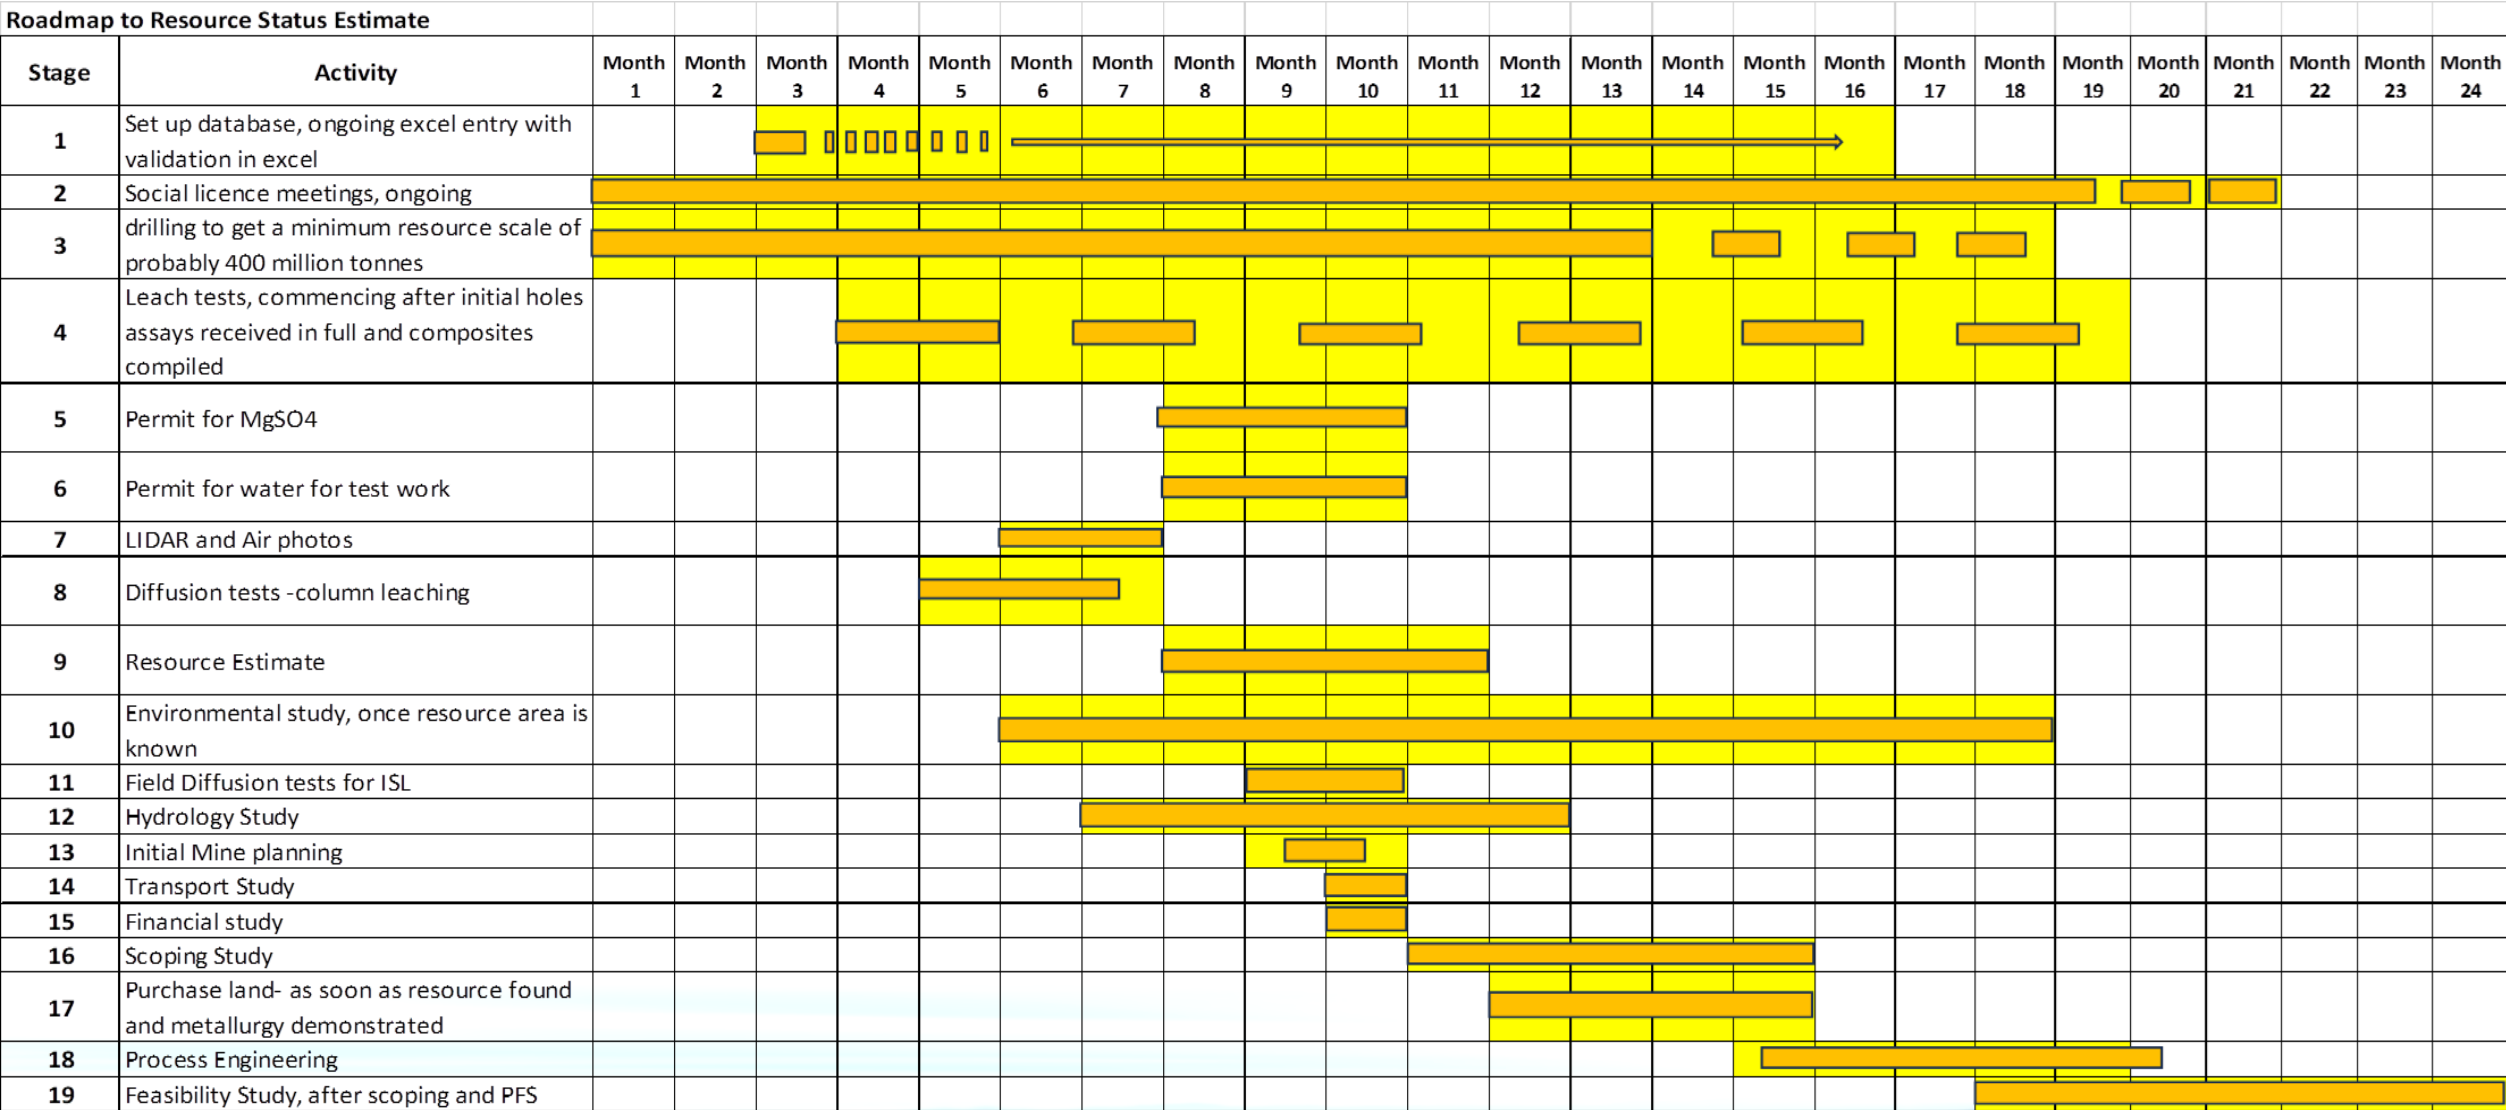 Roadmap to Resource Status Estimate
Stage Activity Month 1 Month 2 Month 3 Month 4 Month 5 Month 6 Month 7 Month 8 Month 9 Month 10 Month 11 Month 12 Month 13 Month 14 Month 15 Month 16 Month 17 Month 18 Month 19 Month 20 Month 21 Month 22 Month 23 Month 24
1 Set up database, ongoing excel entry with
validation in excel
2 Social licence meetings, ongoing
3 drilling to get a minimum resource scale of
probably 400 million tonnes
4 Leach tests, commencing after initial holes
assays received in full and composites
compiled
5 Permit for MgSO4
6 Permit for water for test work
7 LIDAR and Air photos
8 Diffusion tests -column leaching
9 Resource Estimate
10 Environmental study, once resource area is
known
11 Field Diffusion tests for ISL
12 Hydrology Study
13 Initial Mine planning
14 Transport Study
15 Financial study
16 Scoping Study
17 Purchase land- as soon as resource found
and metallurgy demonstrated
18 Process Engineering
19 Feasibility Study, after scoping and PFS